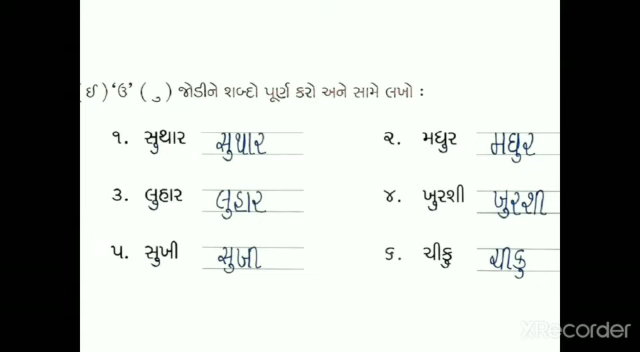 (ઈ) ‘ઉ’ ( ુ ) જોડીને શબ્દો પૂર્ણ કરો અને સામે લખો :
૧. સુથાર સુથાર ૨. મધુર મધુર
૩. લુહાર લુહાર ૪. ખુરશી ખુરશી
૫. સુખી સુખી ૬. ચીકુ ચીકુ
XRecorder